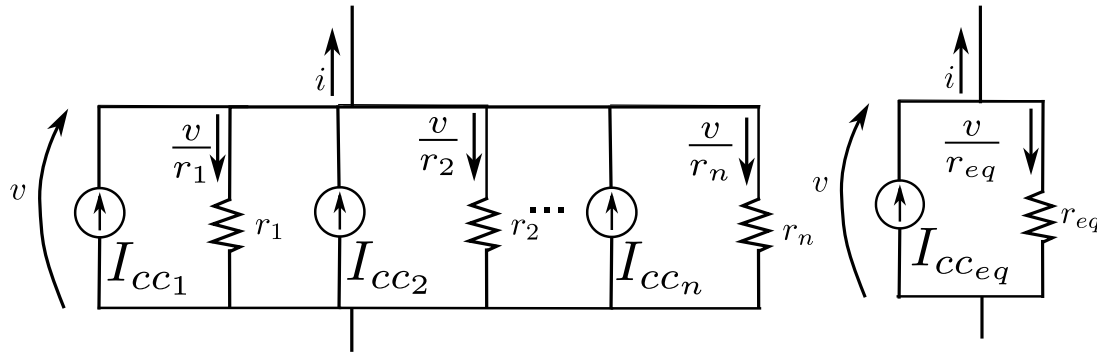 i
i
v
v/r₁
v/r₂
v/rₙ
v
v/r_eq
r₁
r₂
...
rₙ
r_eq
I_cc₁
I_cc₂
I_ccₙ
I_cc_eq